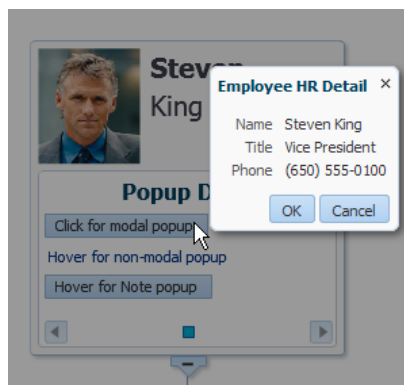 Steven
King
Employee HR Detail ×
Name Steven King
Title Vice President
Phone (650) 555-0100
OK Cancel
Popup D
Click for modal popup
Hover for non-modal popup
Hover for Note popup